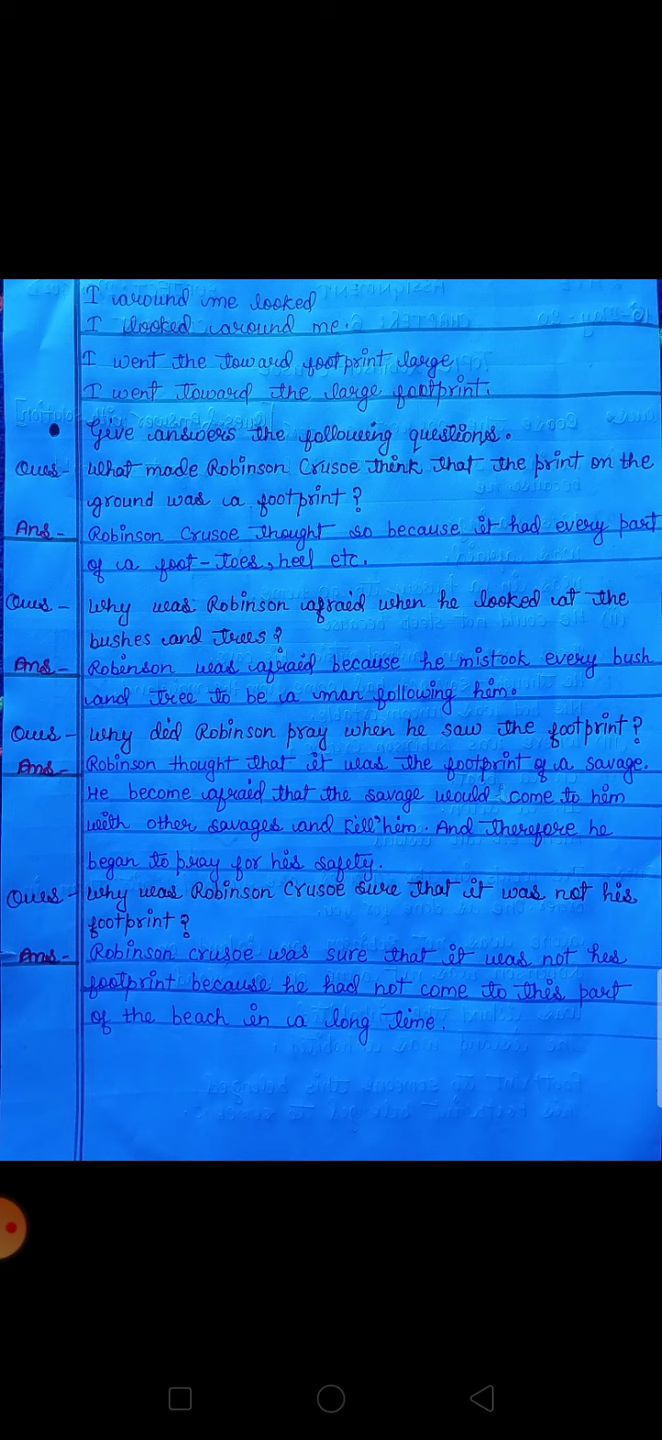 I around me looked
I looked around me.
I went the toward footprint large
I went toward the large footprint.
• Give answers the following questions.
Ques - What made Robinson Crusoe think that the print on the
ground was a footprint?
Ans - Robinson Crusoe thought so because it had every part
of a foot - toes, heel etc.
Ques - Why was Robinson afraid when he looked at the
bushes and trees?
Ans - Robinson was afraid because he mistook every bush
and tree to be a man following him.
Ques - Why did Robinson pray when he saw the footprint?
Ans - Robinson thought that it was the footprint of a savage.
He become afraid that the savage would come to him
with other savages and kill him. And therefore he
began to pray for his safety.
Ques - Why was Robinson Crusoe sure that it was not his
footprint?
Ans - Robinson crusoe was sure that it was not his
footprint because he had not come to this part
of the beach in a long time.